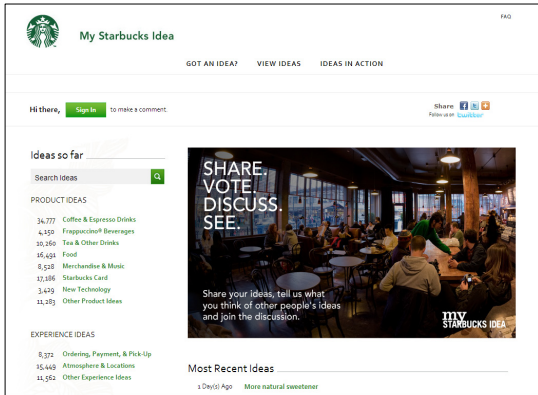 FAQ
My Starbucks Idea
GOT AN IDEA? VIEW IDEAS IDEAS IN ACTION
Hi there, Sign In to make a comment.
Share
Follow us on twitter
Ideas so far
Search Ideas
PRODUCT IDEAS
34,777 Coffee & Espresso Drinks
4,150 Frappuccino® Beverages
10,260 Tea & Other Drinks
16,491 Food
8,528 Merchandise & Music
17,186 Starbucks Card
3,429 New Technology
11,283 Other Product Ideas
EXPERIENCE IDEAS
8,372 Ordering, Payment, & Pick-Up
15,449 Atmosphere & Locations
11,562 Other Experience Ideas
SHARE.
VOTE.
DISCUSS.
SEE.
Share your ideas, tell us what
you think of other people's ideas
and join the discussion.
my
STARBUCKS IDEA
Most Recent Ideas
1 Day(s) Ago More natural sweetener